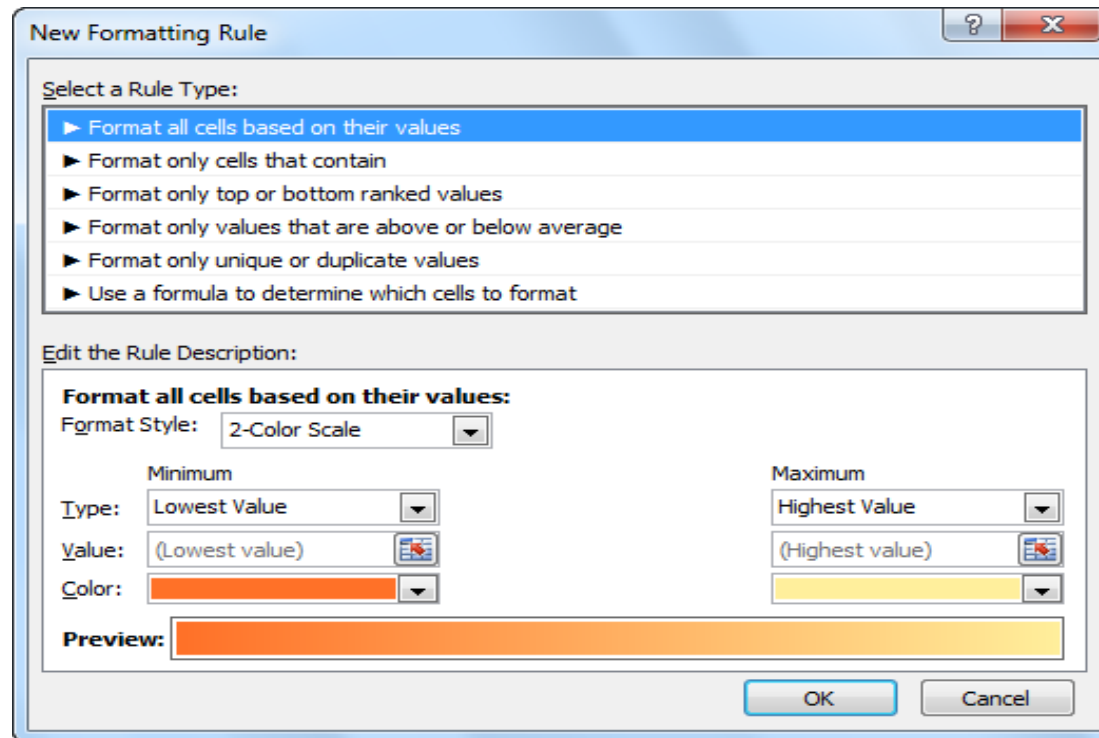 New Formatting Rule
?
Select a Rule Type:
► Format all cells based on their values
► Format only cells that contain
► Format only top or bottom ranked values
► Format only values that are above or below average
► Format only unique or duplicate values
► Use a formula to determine which cells to format
Edit the Rule Description:
Format all cells based on their values:
Format Style: 2-Color Scale
Minimum Maximum
Type: Lowest Value Highest Value
Value: (Lowest value) (Highest value)
Color:
Preview:
OK Cancel